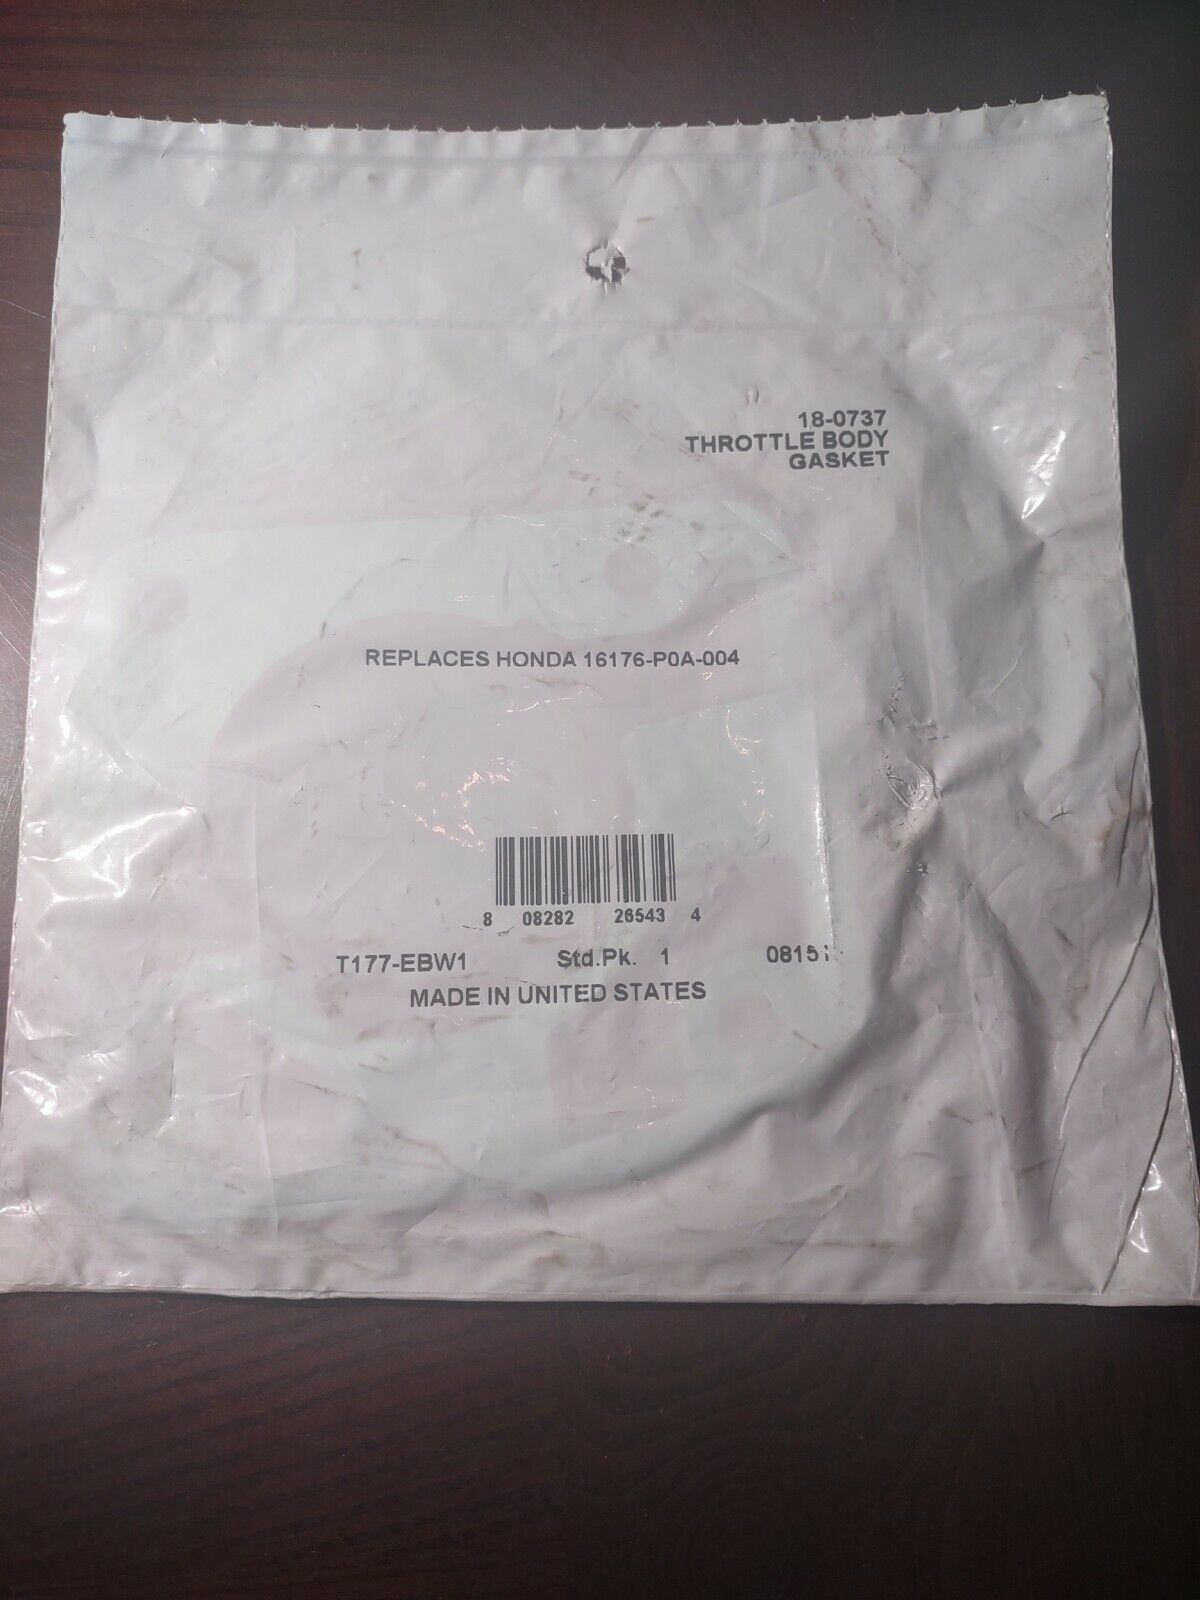 18-0737
THROTTLE BODY
GASKET
REPLACES HONDA 16176-P0A-004
8 08282 26543 4
T177-EBW1 Std.Pk. 1
MADE IN UNITED STATES